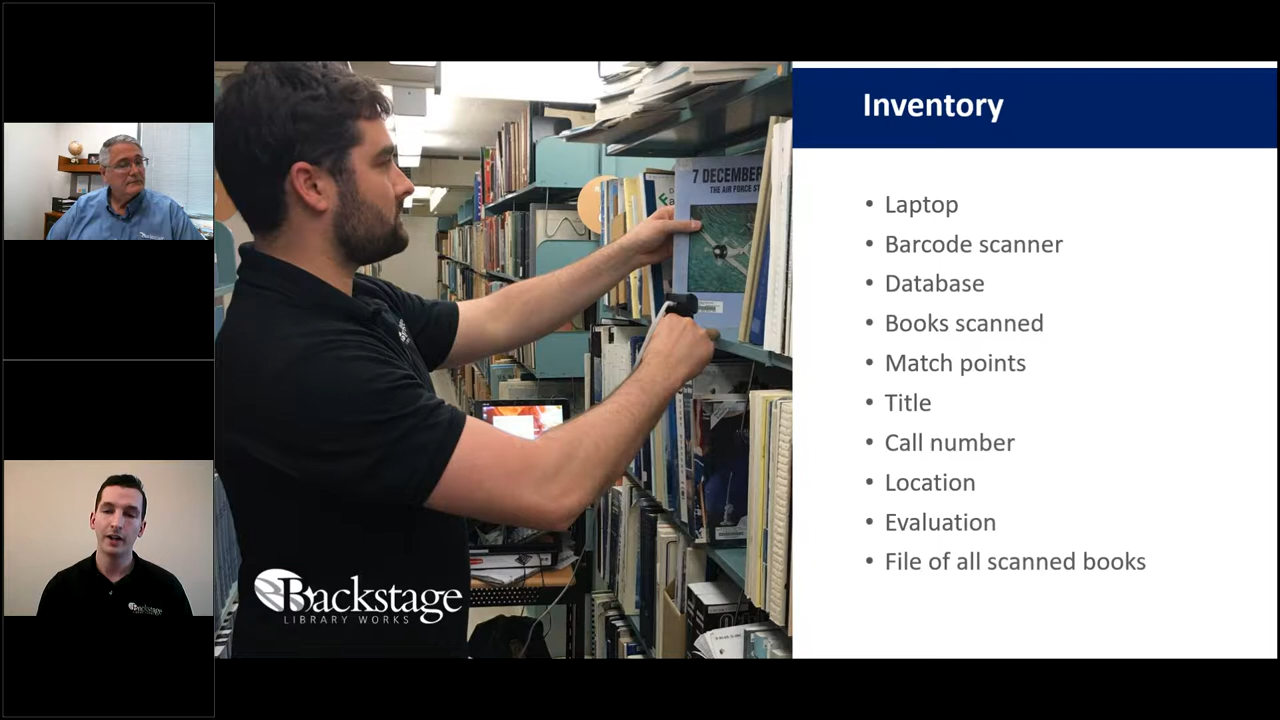 Inventory
• Laptop
• Barcode scanner
• Database
• Books scanned
• Match points
• Title
• Call number
• Location
• Evaluation
• File of all scanned books
7 DECEMBER
THE AIR FORCE
Backstage
LIBRARY WORKS
Backstage